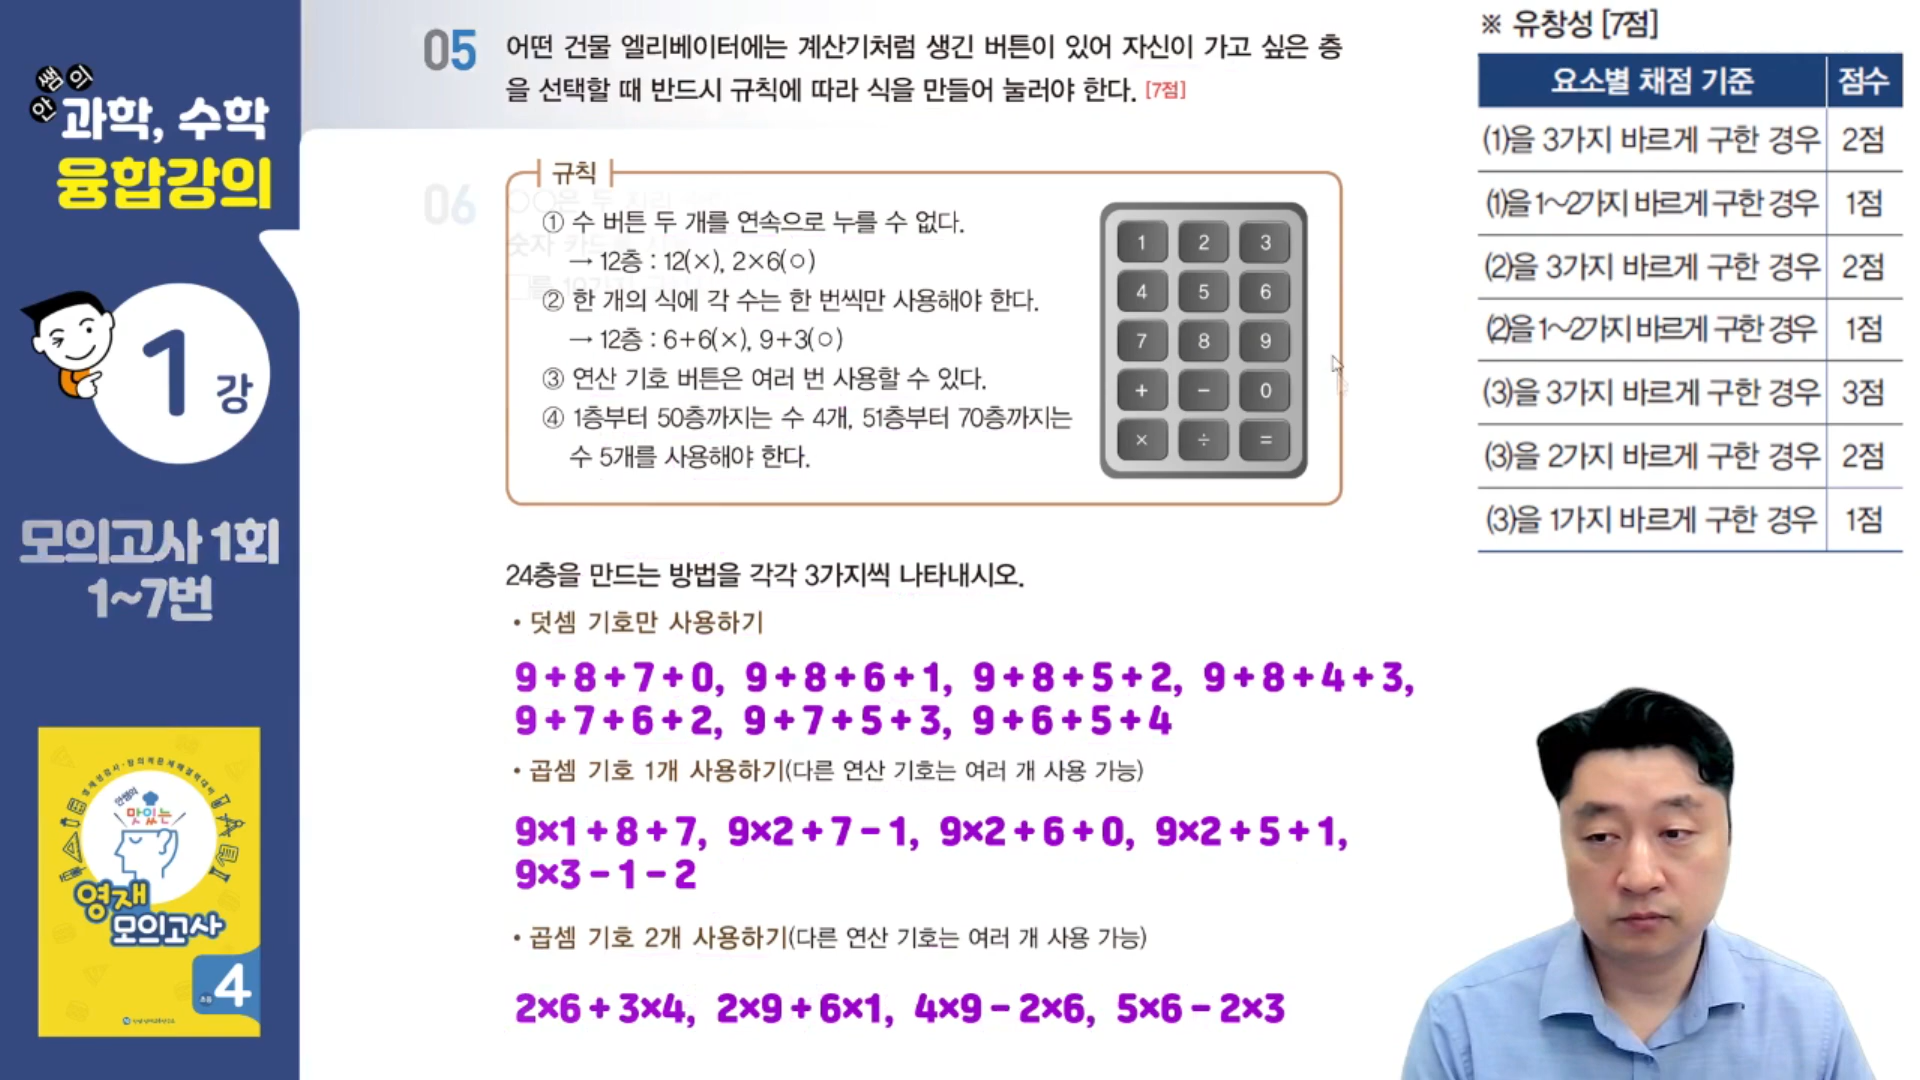 안쌤의
과학, 수학
융합강의
1강
모의고사 1회
1~7번
안쌤의
맛있는
영재
모의고사
초등 4
05 어떤 건물 엘리베이터에는 계산기처럼 생긴 버튼이 있어 자신이 가고 싶은 층
을 선택할 때 반드시 규칙에 따라 식을 만들어 눌러야 한다. [7점]
06
규칙
① 수 버튼 두 개를 연속으로 누를 수 없다.
→ 12층 : 12(×), 2×6(○)
② 한 개의 식에 각 수는 한 번씩만 사용해야 한다.
→ 12층 : 6+6(×), 9+3(○)
③ 연산 기호 버튼은 여러 번 사용할 수 있다.
④ 1층부터 50층까지는 수 4개, 51층부터 70층까지는
수 5개를 사용해야 한다.
1 2 3
4 5 6
7 8 9
+ − 0
× ÷ =
24층을 만드는 방법을 각각 3가지씩 나타내시오.
• 덧셈 기호만 사용하기
9+8+7+0, 9+8+6+1, 9+8+5+2, 9+8+4+3,
9+7+6+2, 9+7+5+3, 9+6+5+4
• 곱셈 기호 1개 사용하기(다른 연산 기호는 여러 개 사용 가능)
9×1+8+7, 9×2+7−1, 9×2+6+0, 9×2+5+1,
9×3−1−2
• 곱셈 기호 2개 사용하기(다른 연산 기호는 여러 개 사용 가능)
2×6+3×4, 2×9+6×1, 4×9−2×6, 5×6−2×3
※ 유창성 [7점]
요소별 채점 기준 점수
(1)을 3가지 바르게 구한 경우 2점
(1)을 1~2가지 바르게 구한 경우 1점
(2)을 3가지 바르게 구한 경우 2점
(2)을 1~2가지 바르게 구한 경우 1점
(3)을 3가지 바르게 구한 경우 3점
(3)을 2가지 바르게 구한 경우 2점
(3)을 1가지 바르게 구한 경우 1점